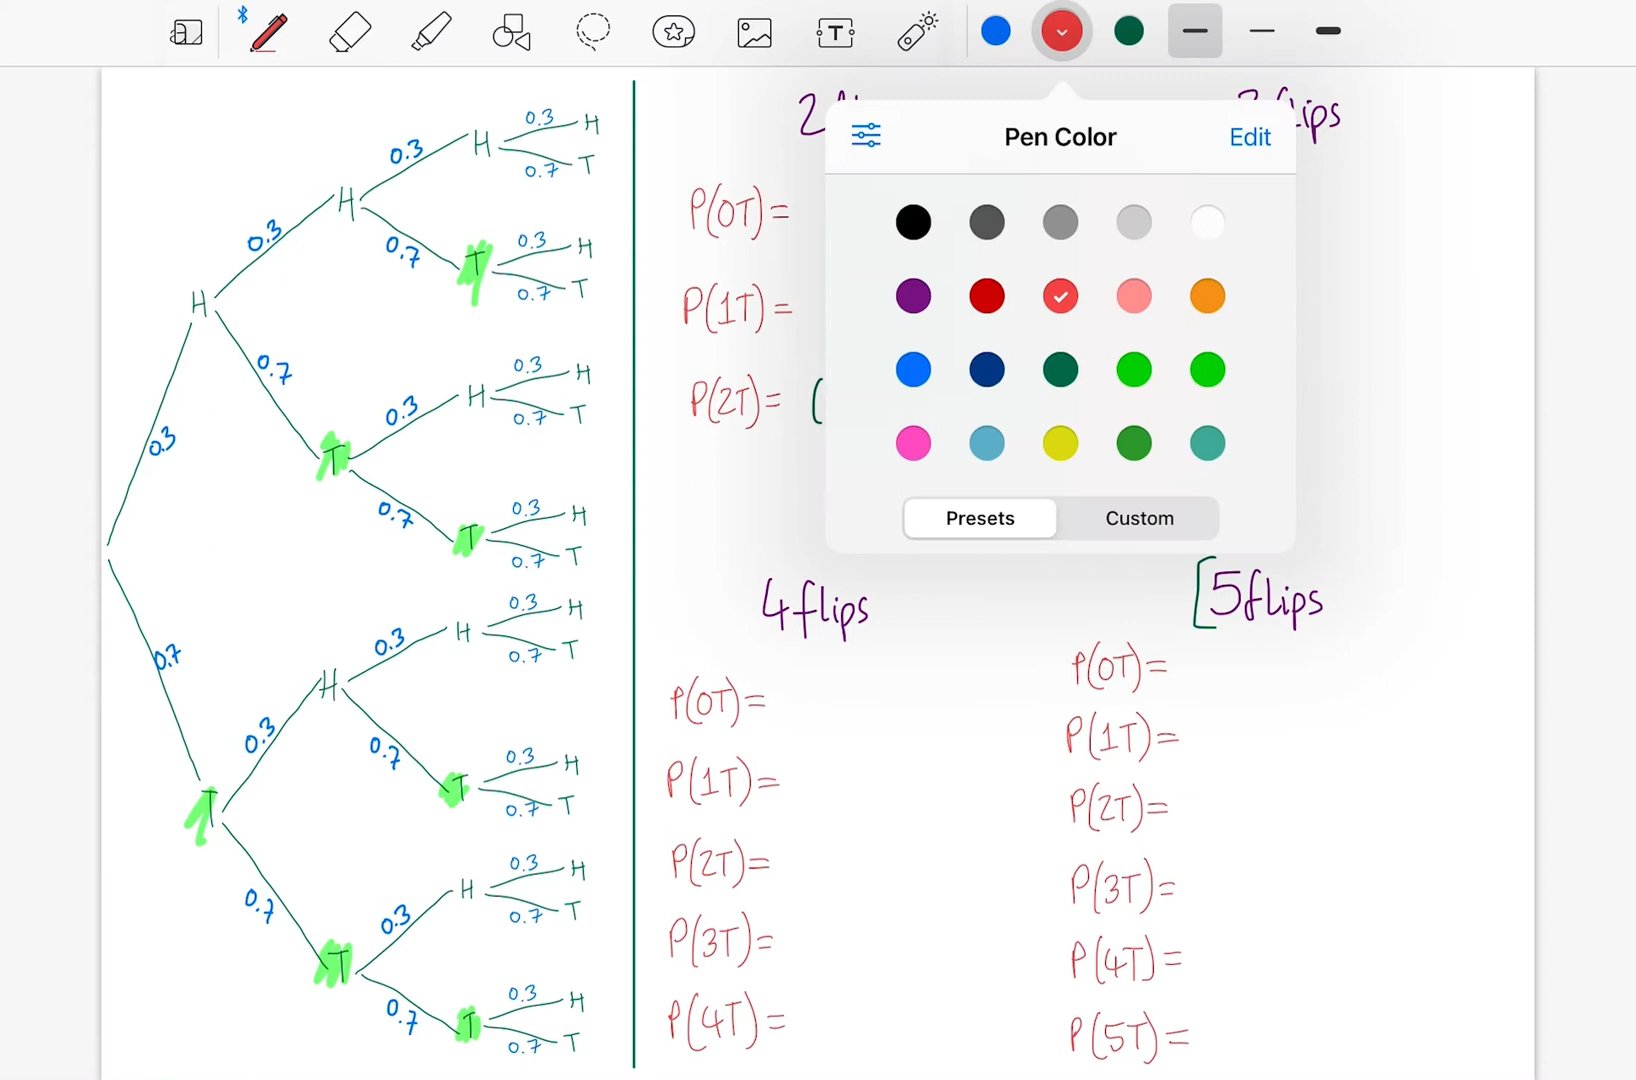 Pen Color
Edit
Presets
Custom
0.3
H
0.3
H
0.3
H
0.3
H
0.7
T
0.7
T
0.3
H
0.7
T
0.7
T
0.3
H
0.3
H
0.7
T
0.7
T
0.3
H
0.7
T
0.7
T
0.3
H
0.3
H
0.3
H
0.7
T
0.7
T
0.3
H
0.7
T
0.7
T
0.3
H
0.3
H
0.7
T
0.7
T
0.3
H
0.7
T
2
flips
P(0T)=
P(1T)=
P(2T)= (
4flips
P(0T)=
P(1T)=
P(2T)=
P(3T)=
P(4T)=
[5flips
P(0T)=
P(1T)=
P(2T)=
P(3T)=
P(4T)=
P(5T)=